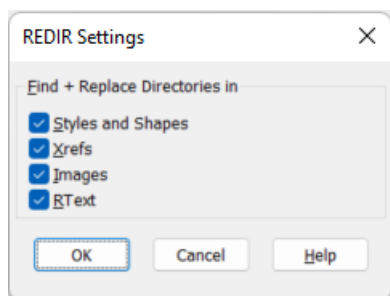 REDIR Settings
Find + Replace Directories in
Styles and Shapes
Xrefs
Images
RText
OK Cancel Help